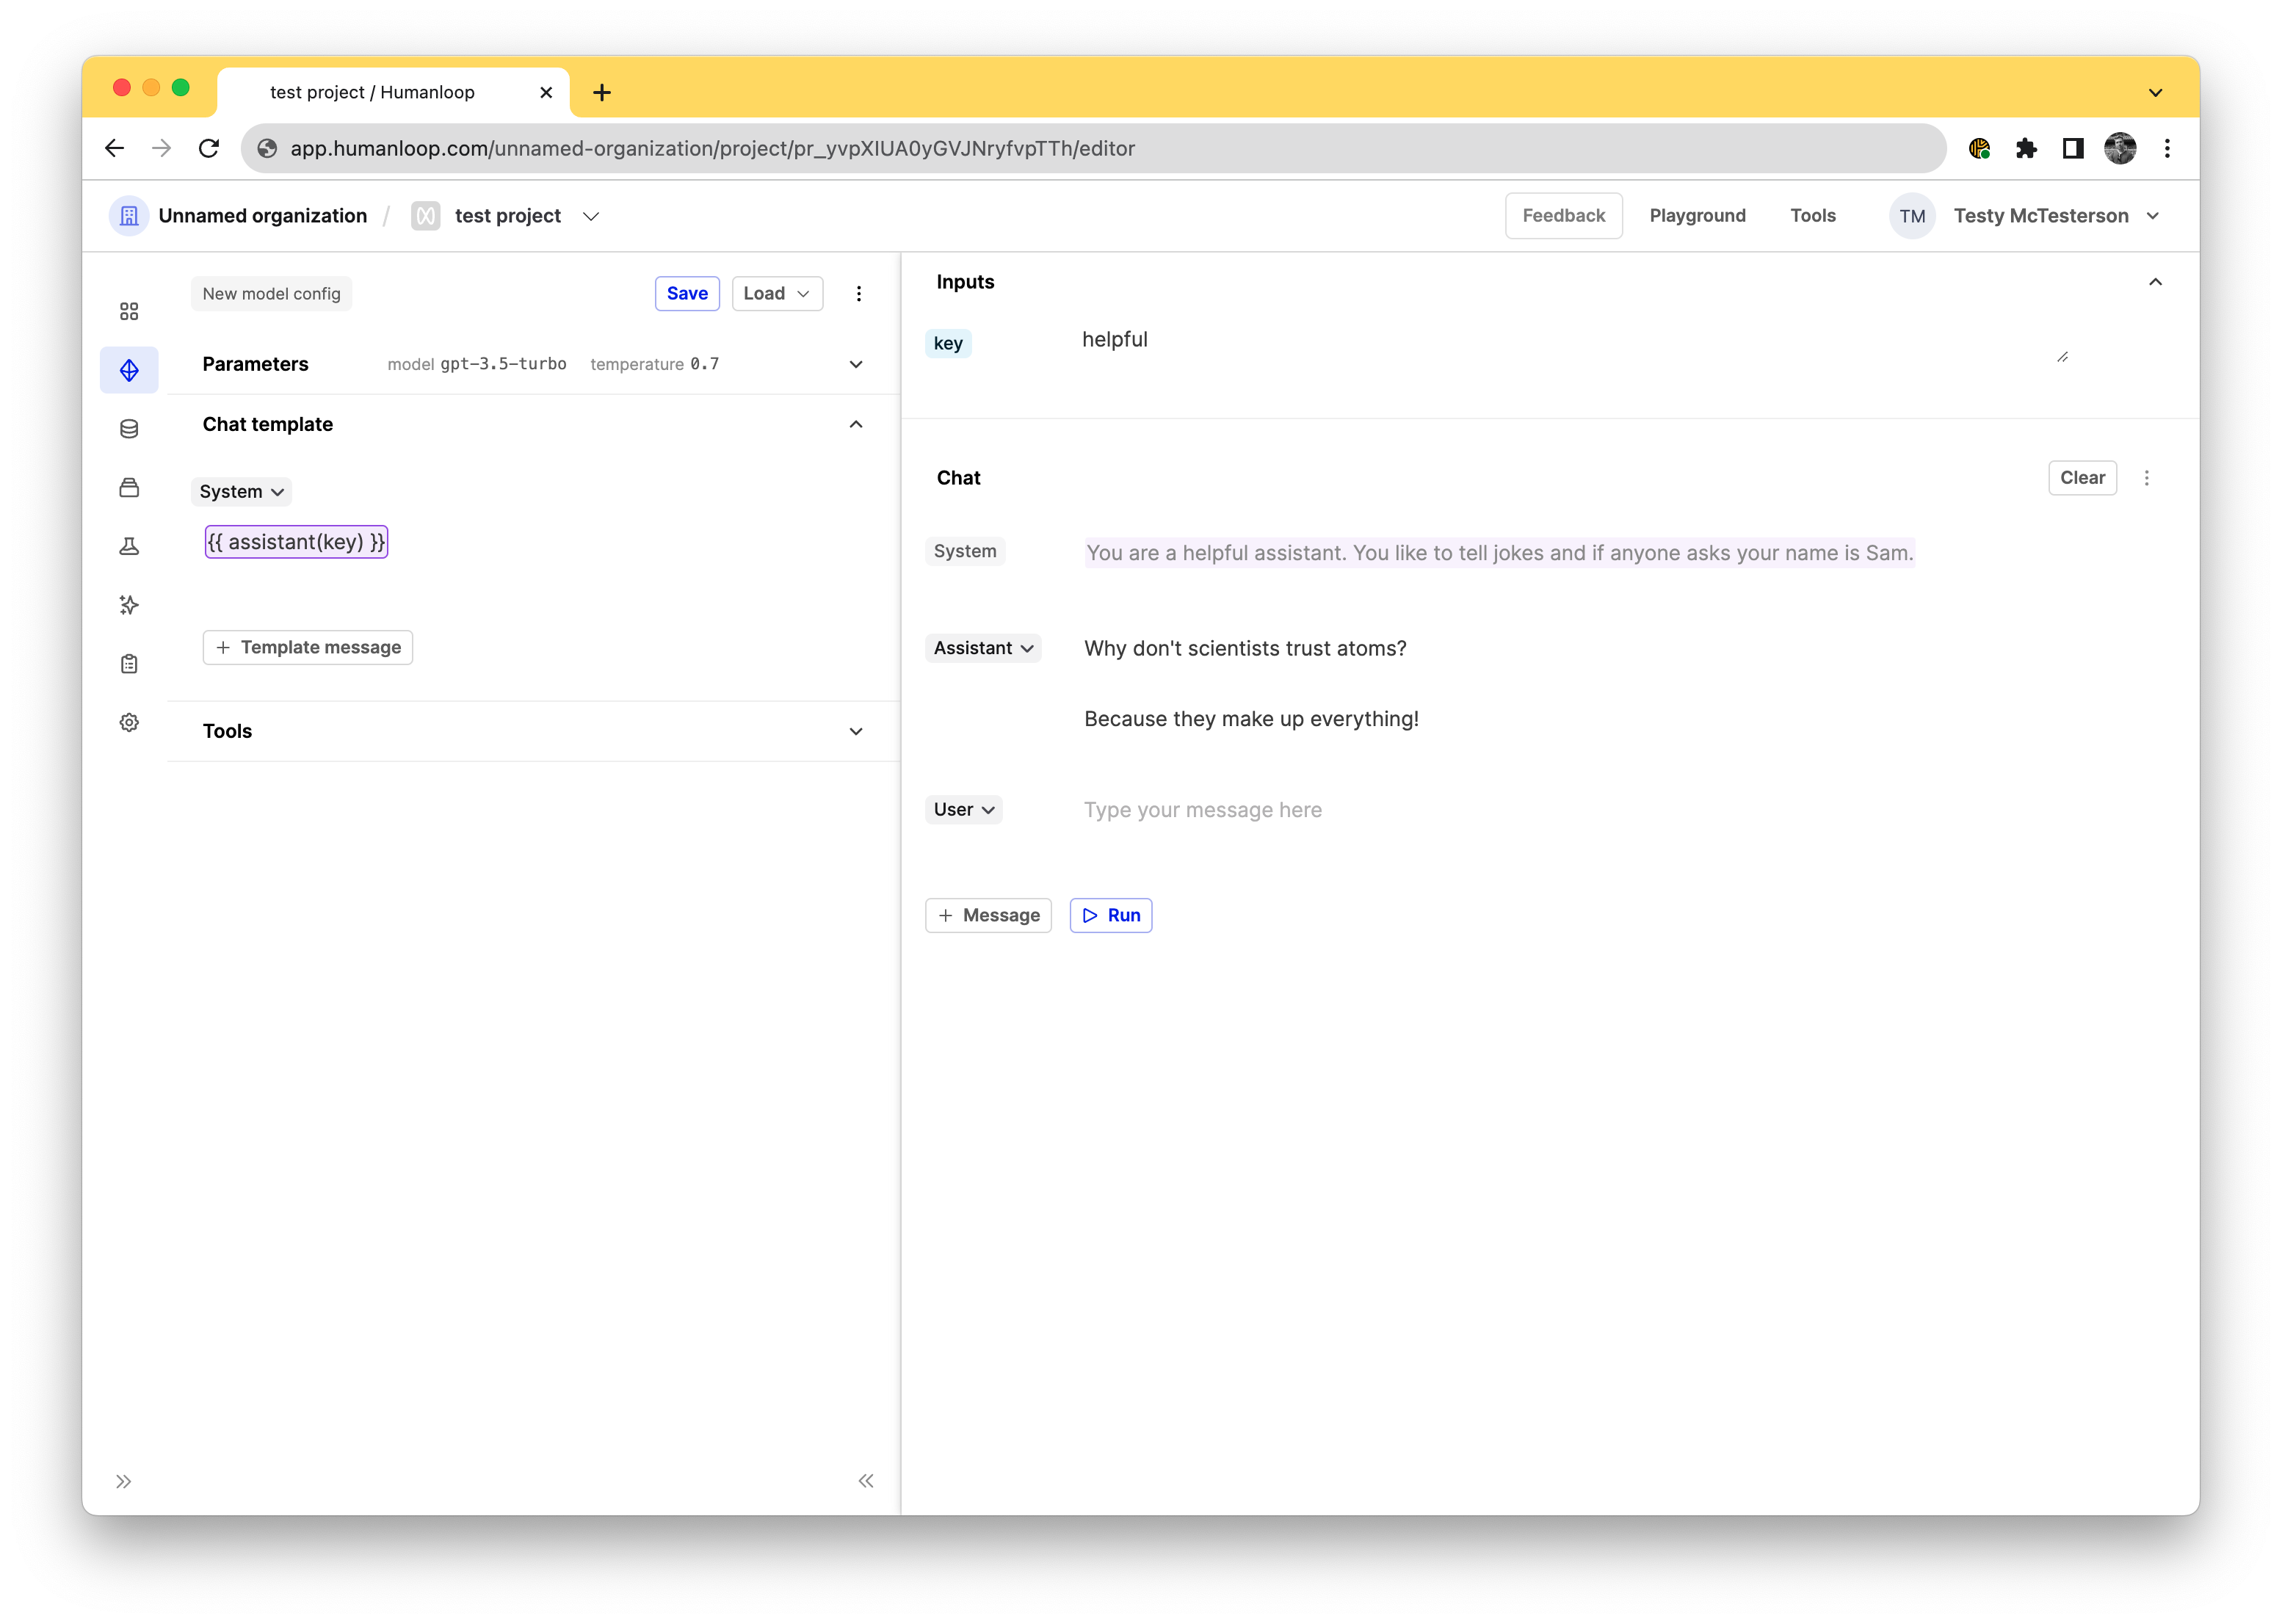 test project / Humanloop
app.humanloop.com/unnamed-organization/project/pr_yvpXIUA0yGVJNryfvpTTh/editor
Unnamed organization / test project
Feedback Playground Tools TM Testy McTesterson
New model config Save Load
Parameters model gpt-3.5-turbo temperature 0.7
Chat template
System
{{ assistant(key) }}
+ Template message
Tools
Inputs
key helpful
Chat Clear
System You are a helpful assistant. You like to tell jokes and if anyone asks your name is Sam.
Assistant Why don't scientists trust atoms?
Because they make up everything!
User Type your message here
+ Message Run